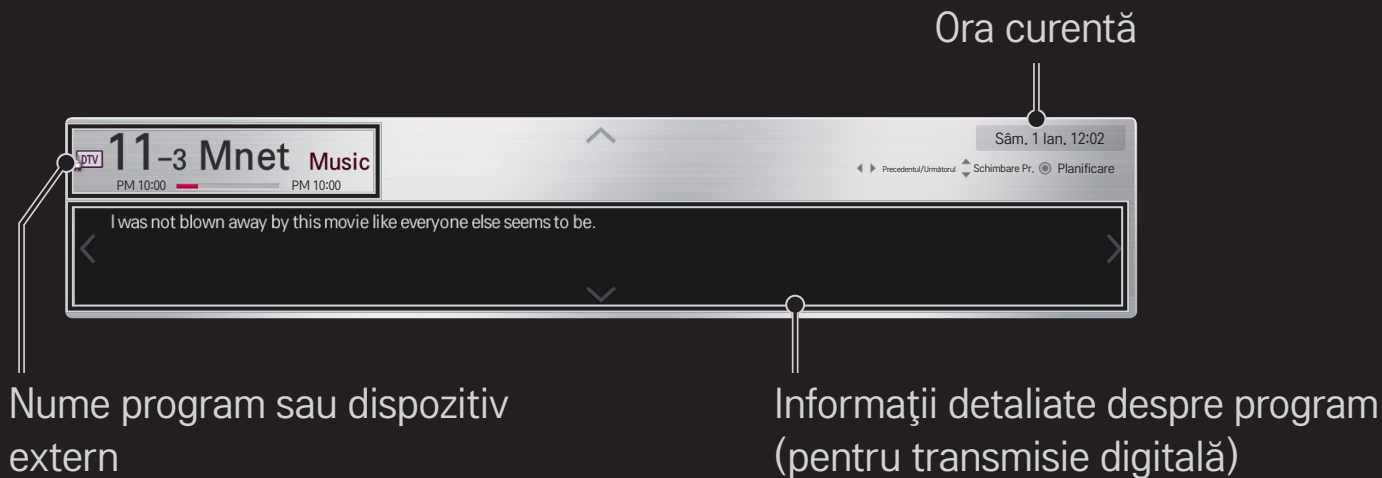 Ora curentă
DTV 11-3 Mnet Music
PM 10:00 PM 10:00
Sâm. 1 Ian. 12:02
Precedentul/Următorul Schimbare Pr. Planificare
I was not blown away by this movie like everyone else seems to be.
Nume program sau dispozitiv
extern
Informaţii detaliate despre program
(pentru transmisie digitală)